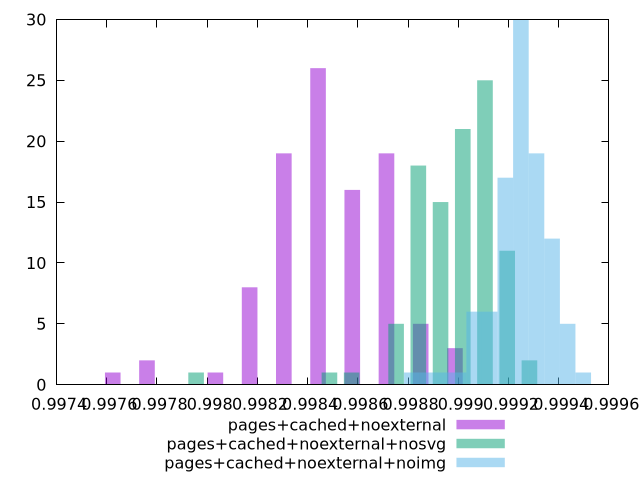 30
25
20
15
10
5
0
0.9974 0.9976 0.9978 0.998 0.9982 0.9984 0.9986 0.9988 0.9990 0.9992 0.9994 0.9996
pages+cached+noexternal
pages+cached+noexternal+nosvg
pages+cached+noexternal+noimg